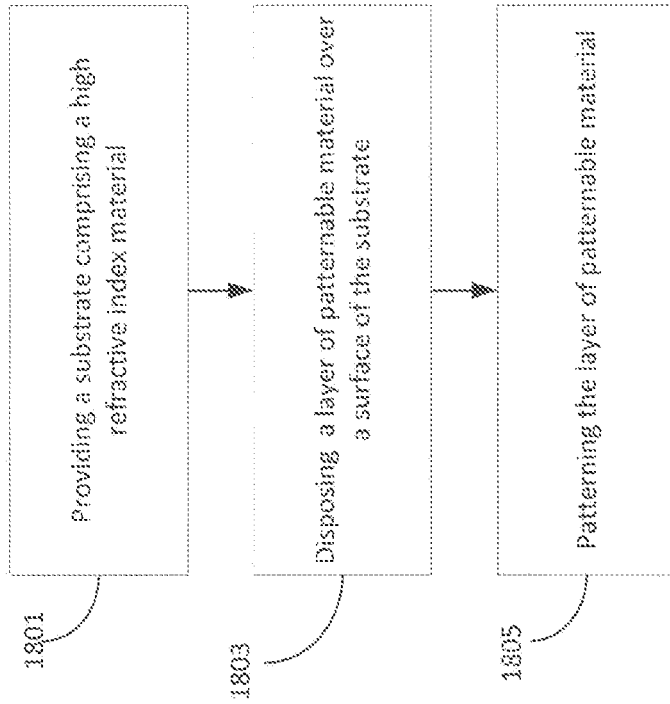 1801
Providing a substrate comprising a high
refractive index material
1803
Disposing a layer of patternable material over
a surface of the substrate
1805
Patterning the layer of patternable material